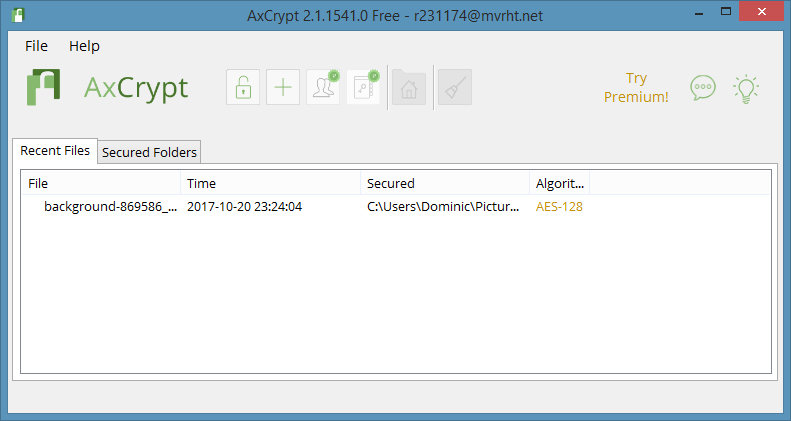 AxCrypt 2.1.1541.0 Free - r231174@mvrht.net
File Help
AxCrypt
Try
Premium!
Recent Files Secured Folders
File Time Secured Algorit...
background-869586_... 2017-10-20 23:24:04 C:\Users\Dominic\Pictur... AES-128